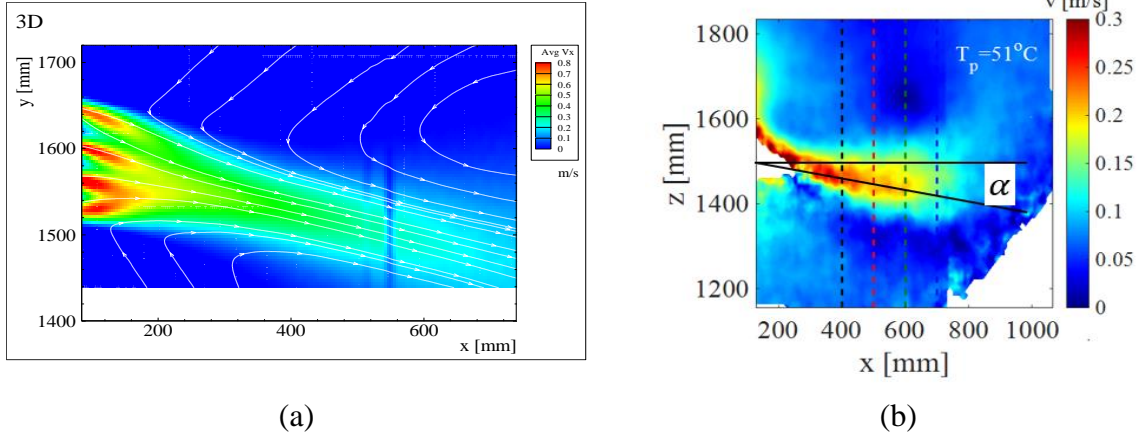 3D
y [mm]
1700
1600
1500
1400
200
400
600
x [mm]
Avg Vx
0.8
0.7
0.6
0.5
0.4
0.3
0.2
0.1
0
m/s
(a)
V [m/s]
0.3
0.25
0.2
0.15
0.1
0.05
0
Tp=51°C
z [mm]
1800
1600
1400
1200
α
200 400 600 800 1000
x [mm]
(b)